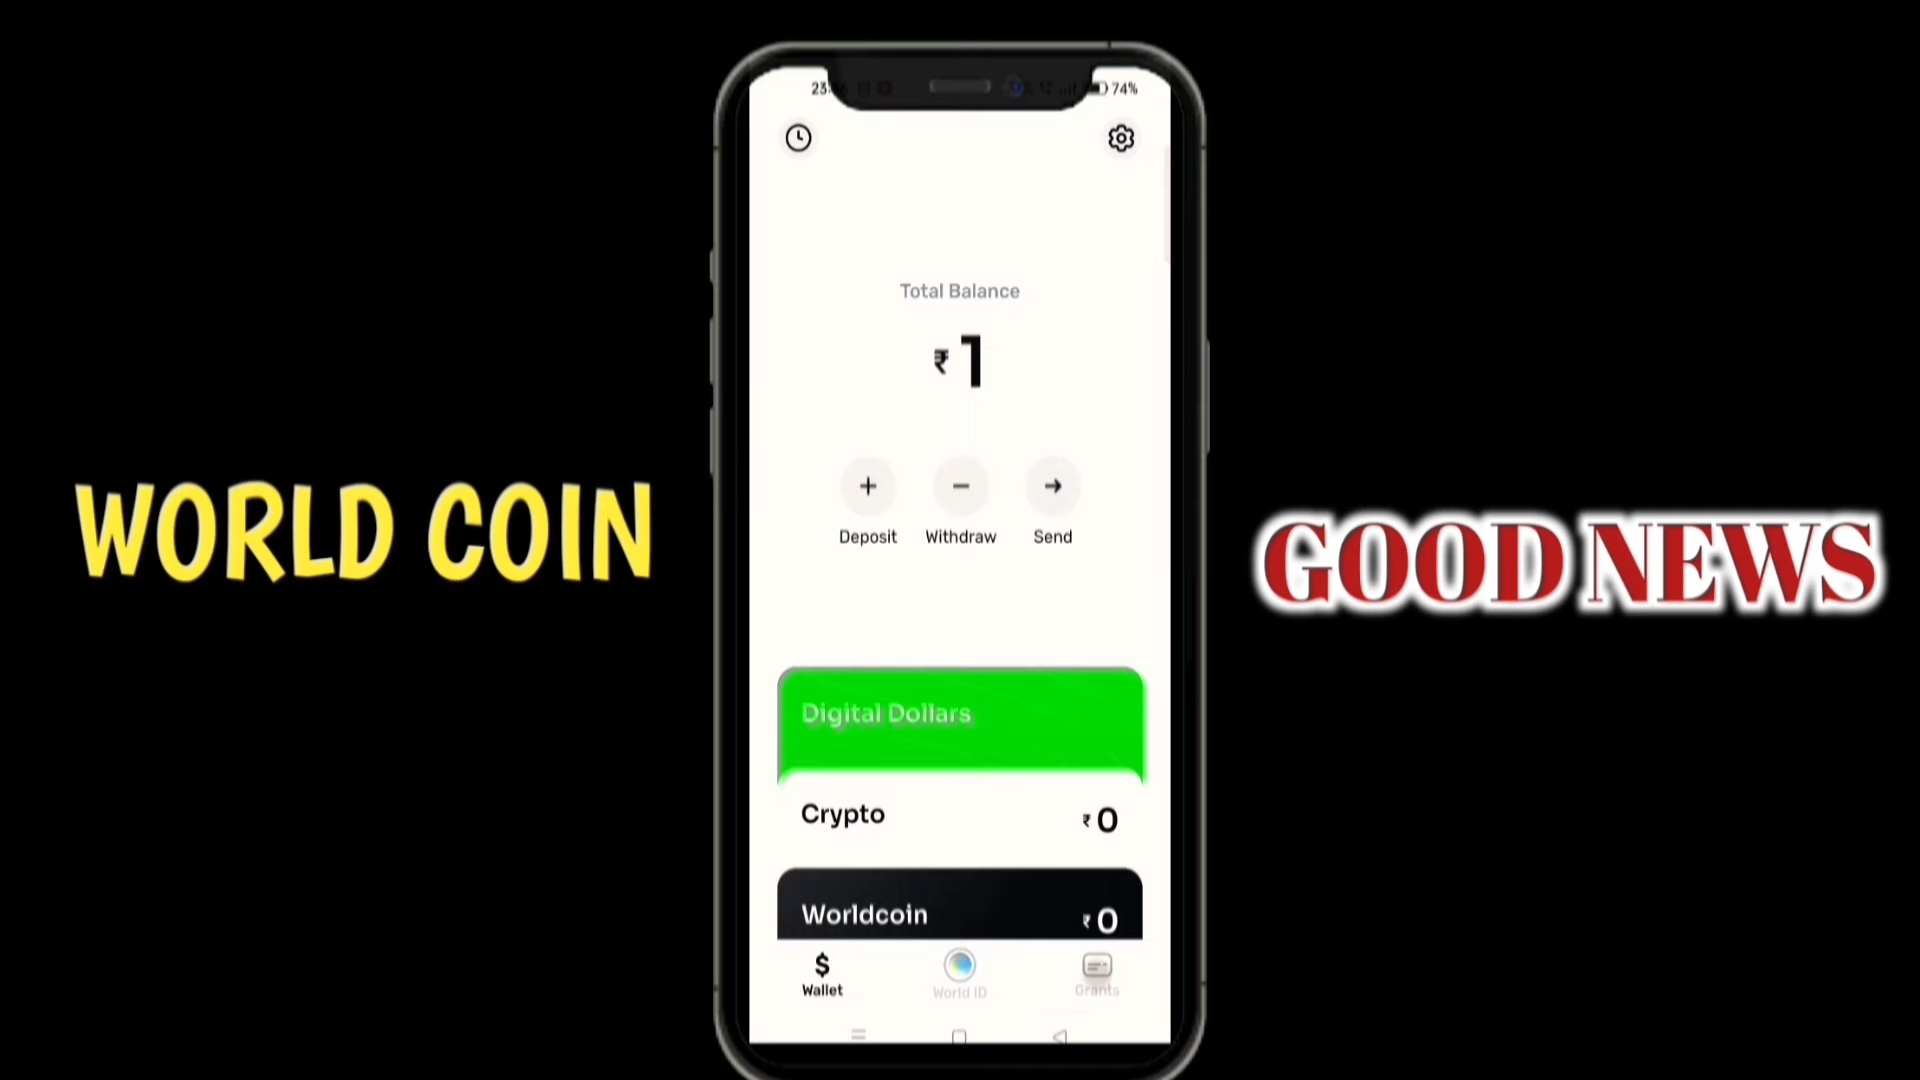 74%
Total Balance
₹ 1
Deposit Withdraw Send
WORLD COIN
GOOD NEWS
Digital Dollars
Crypto ₹ 0
Worldcoin ₹ 0
Wallet World ID Grants